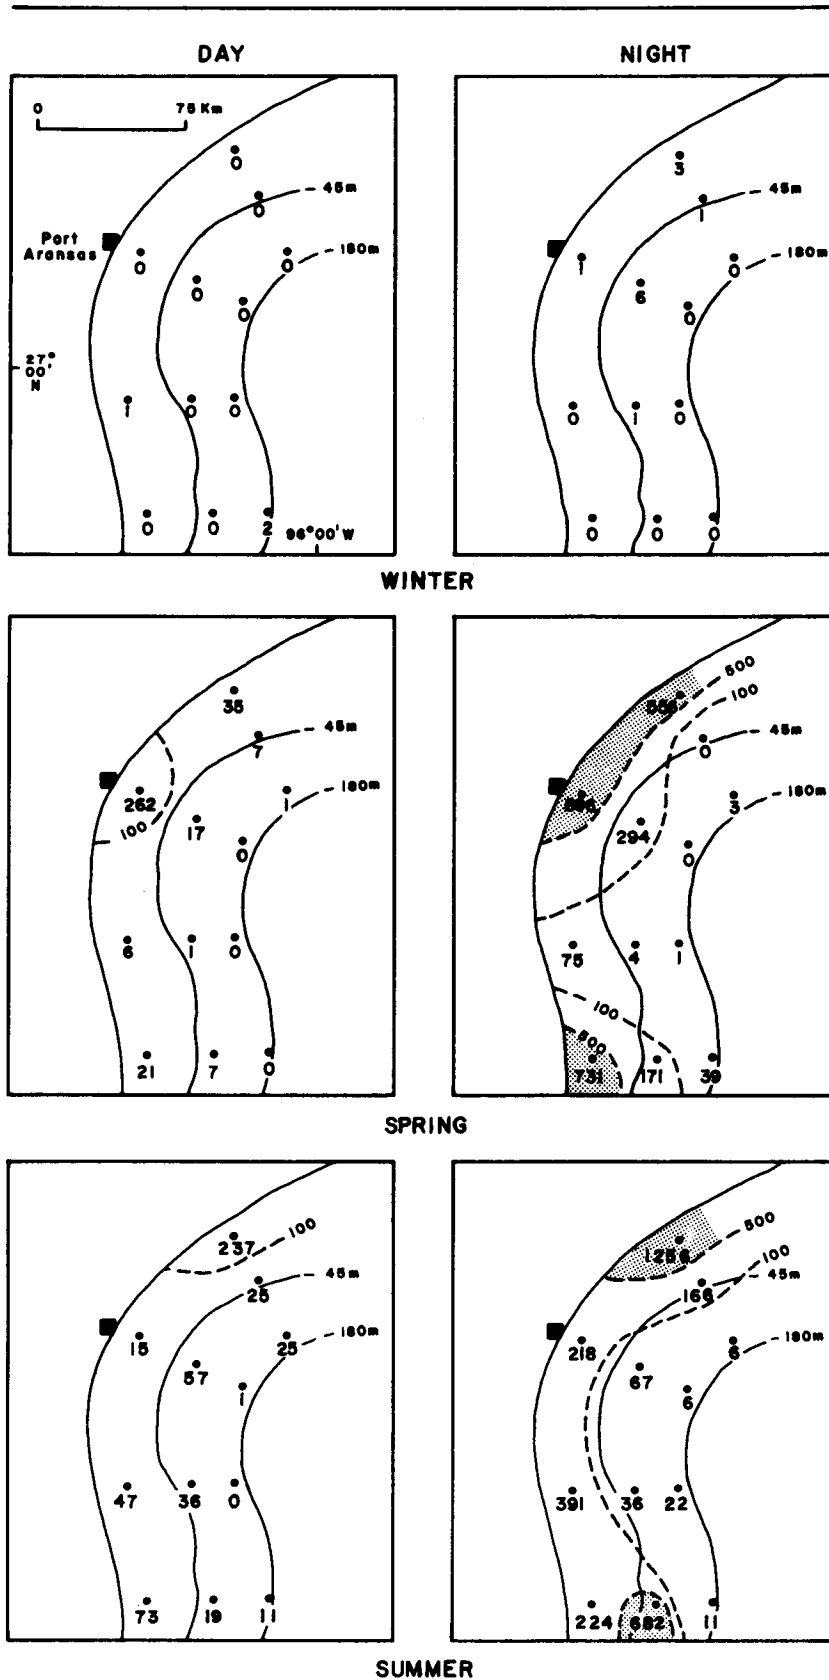 DAY NIGHT
0 75 Km
0 3
0 45m 1 45m
Port
Aransas
0 0 180m 1 0 180m
0 6
0 0
27°
00'
N
1 0 0 0 1 0
0 0 2 0 0 0
96°00'W
WINTER
500
35 100
7 45m 0 45m
262 1 180m 3 180m
100 17 294
0 0
6 1 0 75 4 1
100
500
21 7 0 731 171 39
SPRING
237 100 500
100
25 45m 166 45m
15 25 180m 218 6 180m
57 67
1 6
47 36 0 391 36 22
73 19 11 224 682 11
SUMMER